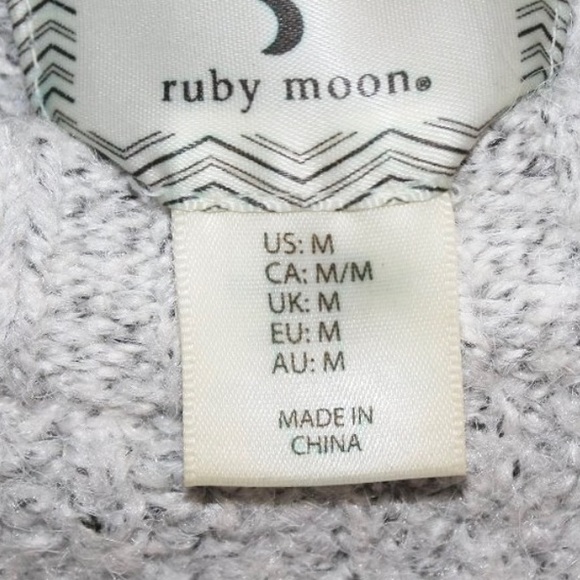 ruby moon®
US: M
CA: M/M
UK: M
EU: M
AU: M
MADE IN
CHINA